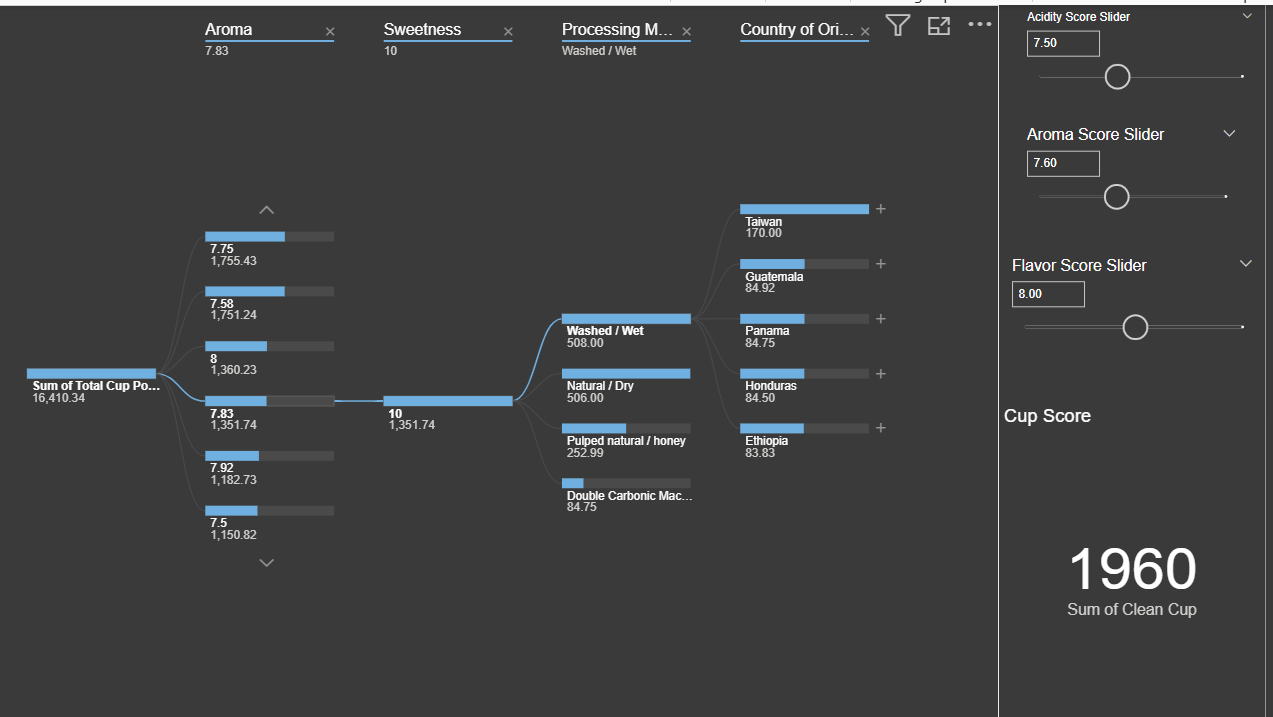 Aroma
7.83
Sweetness
10
Processing M...
Washed / Wet
Country of Ori...
7.75
1,755.43
7.58
1,751.24
8
1,360.23
7.83
1,351.74
7.92
1,182.73
7.5
1,150.82
Sum of Total Cup Po...
16,410.34
10
1,351.74
Washed / Wet
508.00
Natural / Dry
506.00
Pulped natural / honey
252.99
Double Carbonic Mac...
84.75
Taiwan
170.00
Guatemala
84.92
Panama
84.75
Honduras
84.50
Ethiopia
83.83
Acidity Score Slider
7.50
Aroma Score Slider
7.60
Flavor Score Slider
8.00
Cup Score
1960
Sum of Clean Cup